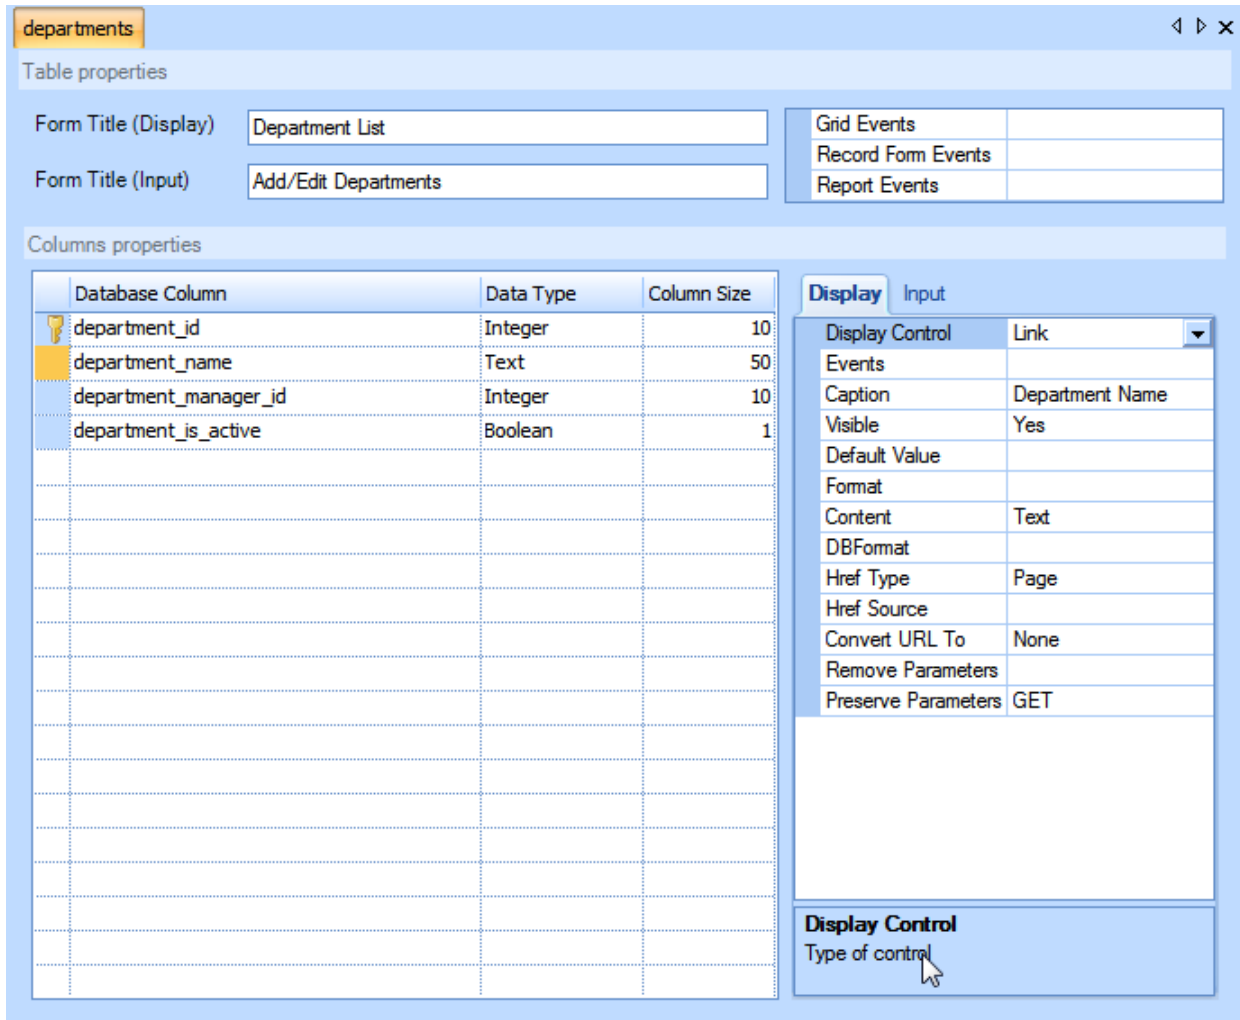 departments
Table properties
Form Title (Display) Department List
Form Title (Input) Add/Edit Departments
Grid Events
Record Form Events
Report Events
Columns properties
Database Column Data Type Column Size
department_id Integer 10
department_name Text 50
department_manager_id Integer 10
department_is_active Boolean 1
Display Input
Display Control Link
Events
Caption Department Name
Visible Yes
Default Value
Format
Content Text
DBFormat
Href Type Page
Href Source
Convert URL To None
Remove Parameters
Preserve Parameters GET
Display Control
Type of control